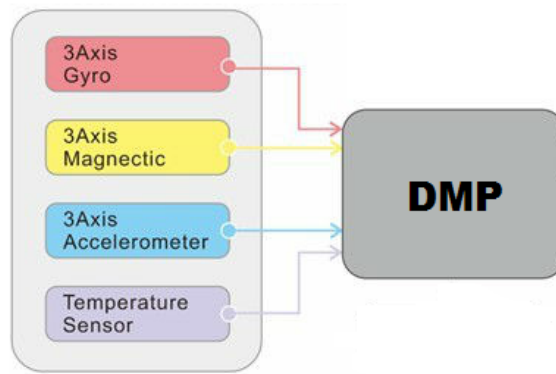 3Axis
Gyro
3Axis
Magnectic
3Axis
Accelerometer
Temperature
Sensor
DMP